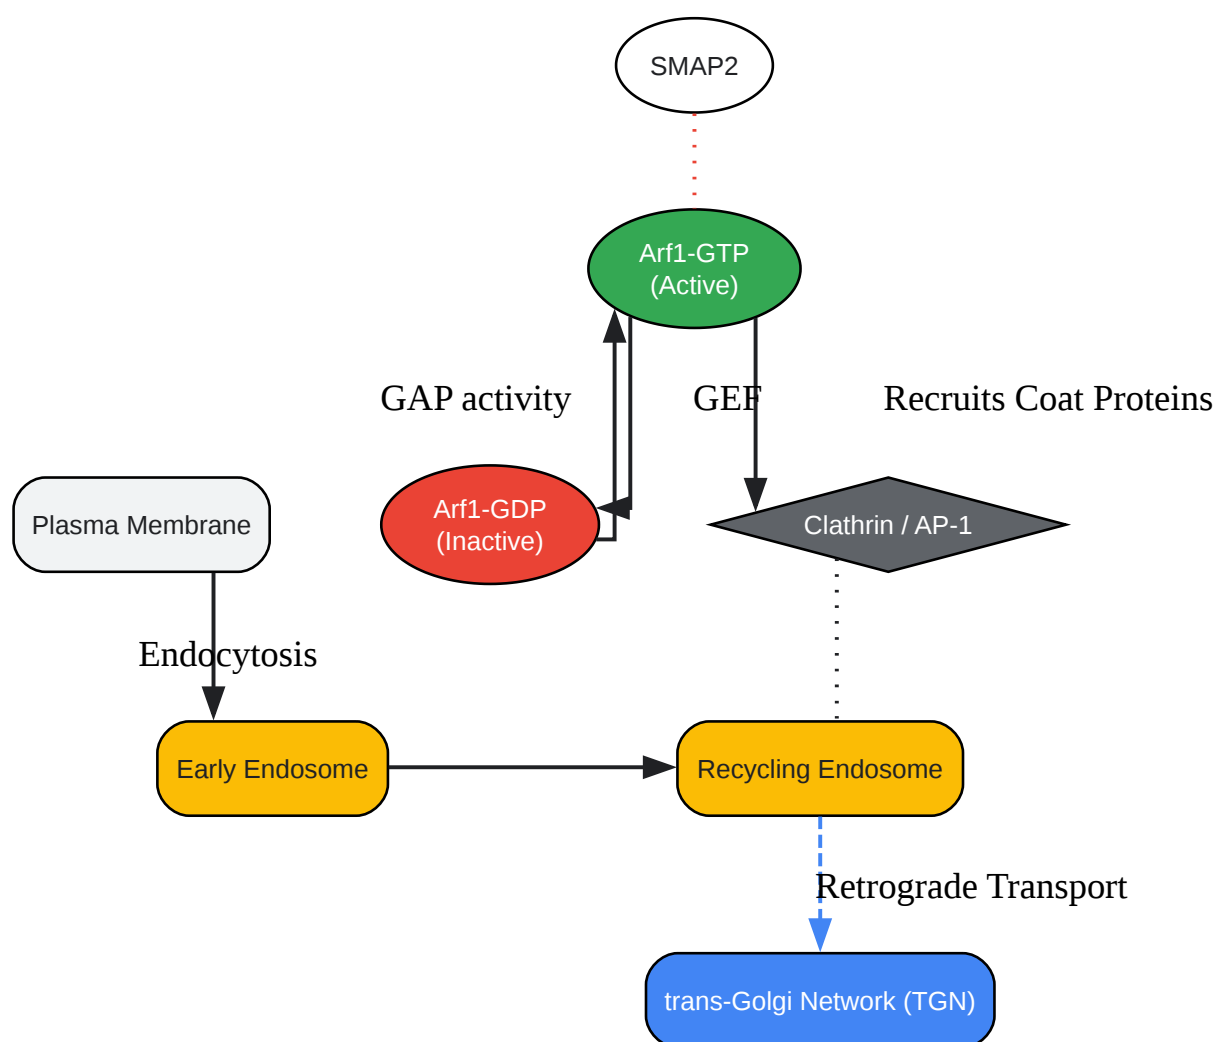 SMAP2
Arf1-GTP
(Active)
GAP activity
GEF
Recruits Coat Proteins
Plasma Membrane
Arf1-GDP
(Inactive)
Clathrin / AP-1
Endocytosis
Early Endosome
Recycling Endosome
Retrograde Transport
trans-Golgi Network (TGN)